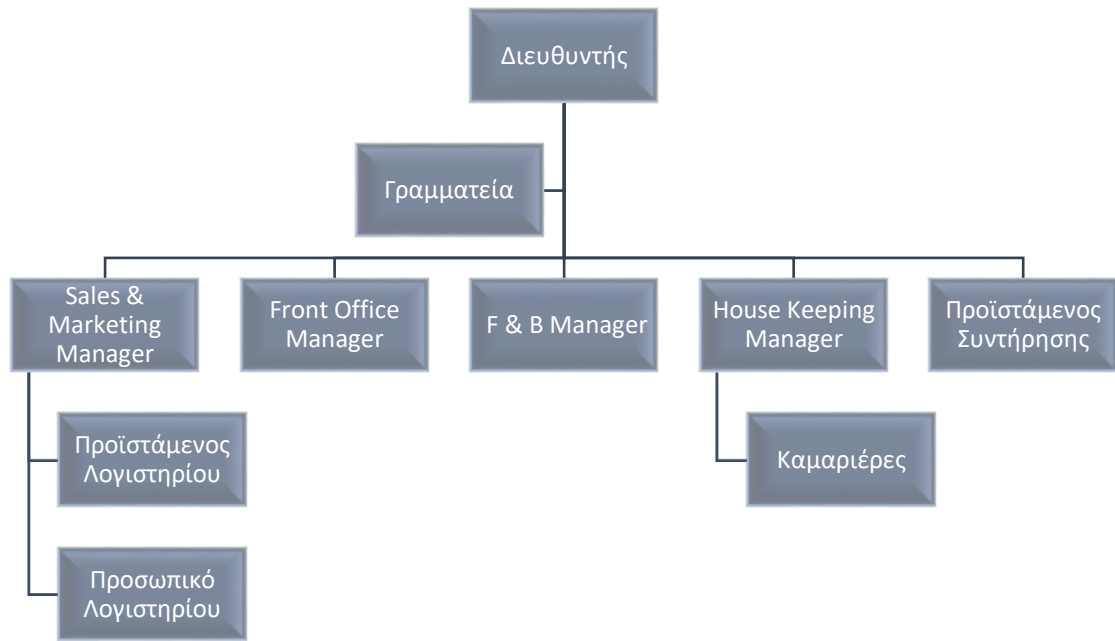 Διευθυντής
Γραμματεία
Sales &
Marketing
Manager
Front Office
Manager
F & B Manager
House Keeping
Manager
Προϊστάμενος
Συντήρησης
Προϊστάμενος
Λογιστηρίου
Καμαριέρες
Προσωπικό
Λογιστηρίου